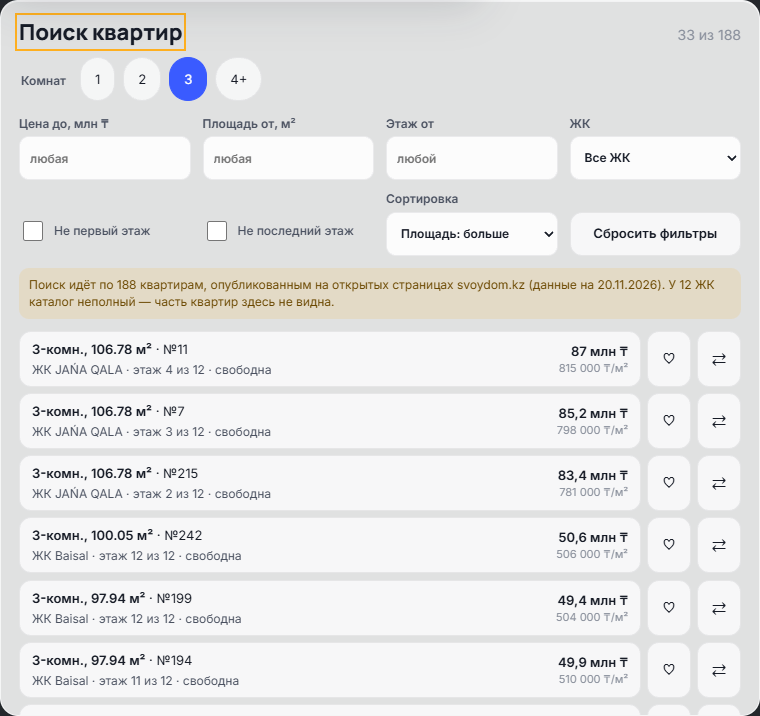 Поиск квартир
33 из 188
Комнат 1 2 3 4+
Цена до, млн ₸ Площадь от, м² Этаж от ЖК
любая любая любой Все ЖК
Сортировка
Не первый этаж Не последний этаж Площадь: больше Сбросить фильтры
Поиск идёт по 188 квартирам, опубликованным на открытых страницах svoydom.kz (данные на 20.11.2026). У 12 ЖК
каталог неполный — часть квартир здесь не видна.
3-комн., 106.78 м² · №11
ЖК JAŃA QALA · этаж 4 из 12 · свободна
87 млн ₸
815 000 ₸/м²
3-комн., 106.78 м² · №7
ЖК JAŃA QALA · этаж 3 из 12 · свободна
85,2 млн ₸
798 000 ₸/м²
3-комн., 106.78 м² · №215
ЖК JAŃA QALA · этаж 2 из 12 · свободна
83,4 млн ₸
781 000 ₸/м²
3-комн., 100.05 м² · №242
ЖК Baisal · этаж 12 из 12 · свободна
50,6 млн ₸
506 000 ₸/м²
3-комн., 97.94 м² · №199
ЖК Baisal · этаж 12 из 12 · свободна
49,4 млн ₸
504 000 ₸/м²
3-комн., 97.94 м² · №194
ЖК Baisal · этаж 11 из 12 · свободна
49,9 млн ₸
510 000 ₸/м²